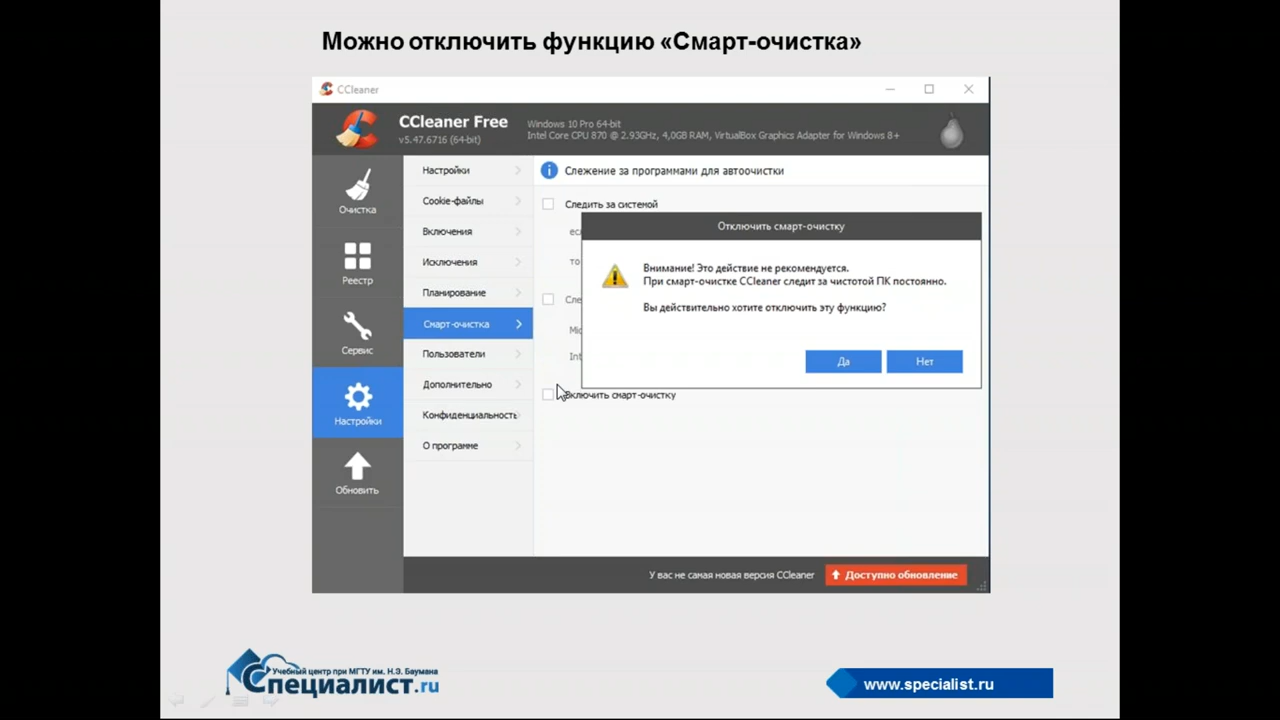 Можно отключить функцию «Смарт-очистка»
CCleaner
CCleaner Free
v5.47.6716 (64-bit)
Windows 10 Pro 64-bit
Intel Core CPU 870 @ 2.93GHz, 4,0GB RAM, VirtualBox Graphics Adapter for Windows 8+
Очистка
Реестр
Сервис
Настройки
Обновить
Настройки
Cookie-файлы
Включения
Исключения
Планирование
Смарт-очистка
Пользователи
Дополнительно
Конфиденциальность
О программе
Слежение за программами для автоочистки
Следить за системой
Отключить смарт-очистку
Внимание! Это действие не рекомендуется.
При смарт-очистке CCleaner следит за чистотой ПК постоянно.
Вы действительно хотите отключить эту функцию?
Да
Нет
Включить смарт-очистку
У вас не самая новая версия CCleaner
Доступно обновление
Учебный центр при МГТУ им. Н.Э. Баумана
Специалист.ru
www.specialist.ru